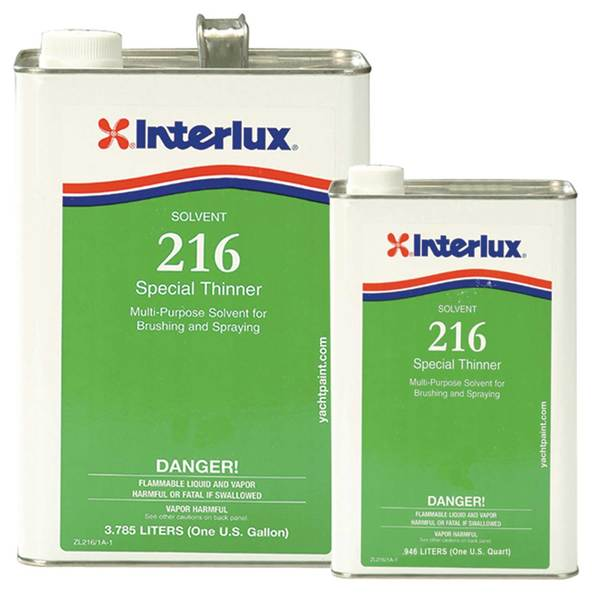 Interlux®
SOLVENT
216
Special Thinner
Multi-Purpose Solvent for
Brushing and Spraying
yachtpaint.com
DANGER!
FLAMMABLE LIQUID AND VAPOR
HARMFUL OR FATAL IF SWALLOWED
VAPOR HARMFUL
See other cautions on back panel.
3.785 LITERS (One U.S. Gallon)
ZL216/1A-1
Interlux®
SOLVENT
216
Special Thinner
Multi-Purpose Solvent for
Brushing and Spraying
yachtpaint.com
DANGER!
FLAMMABLE LIQUID AND VAPOR
HARMFUL OR FATAL IF SWALLOWED
VAPOR HARMFUL
See other cautions on back panel.
.946 LITERS (One U.S. Quart)
ZL216/1A-1